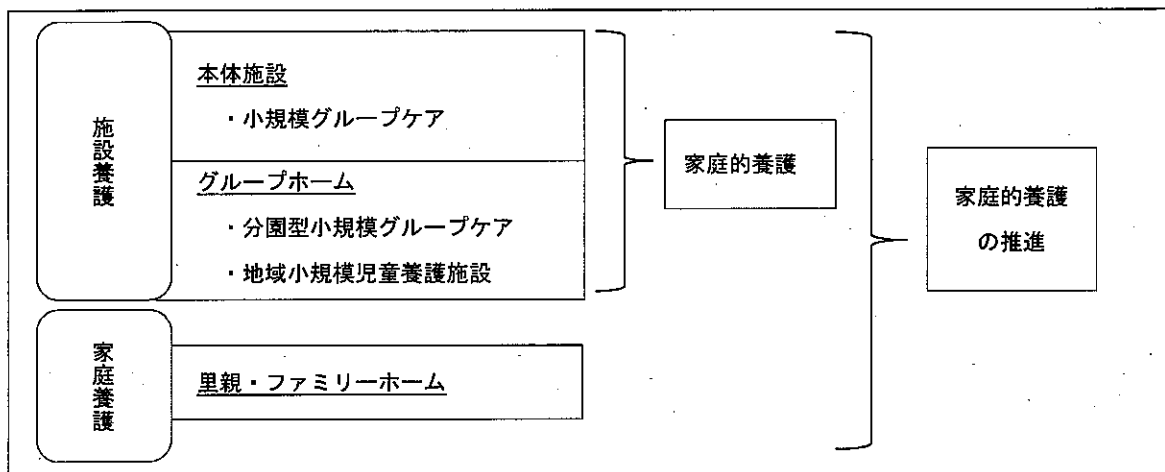 施設養護
本体施設
・小規模グループケア
グループホーム
・分園型小規模グループケア
・地域小規模児童養護施設
家庭的養護
家庭的養護
の推進
家庭養護
里親・ファミリーホーム